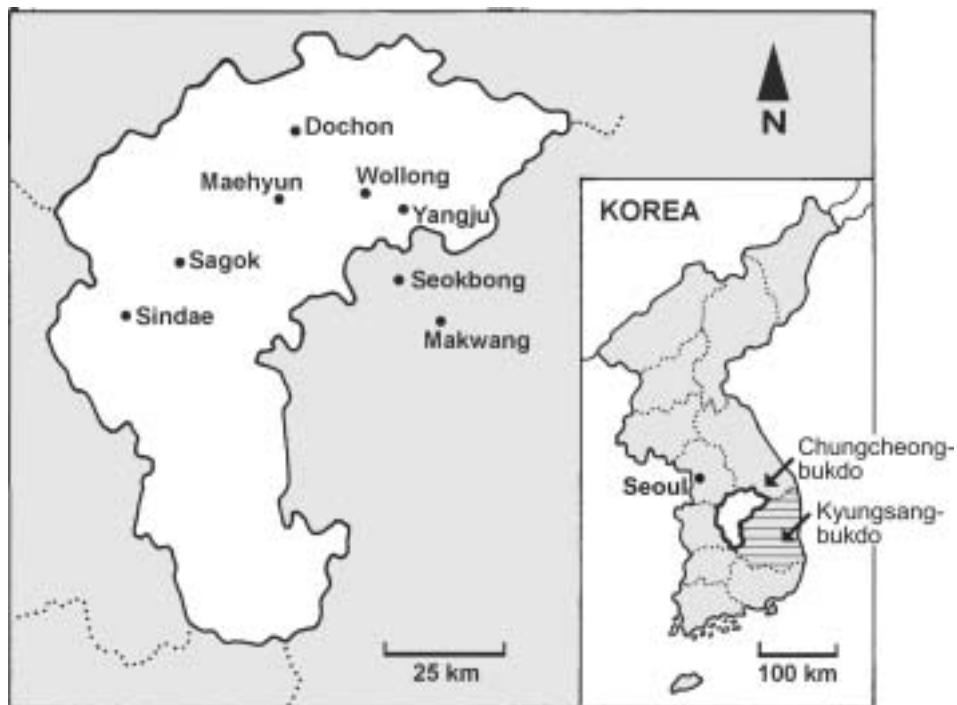 Dochon
N
Maehyun
Wollong
Yangju
Sagok
Seokbong
Sindae
Makwang
25 km
KOREA
Chungcheong-
bukdo
Seoul
Kyungsang-
bukdo
100 km